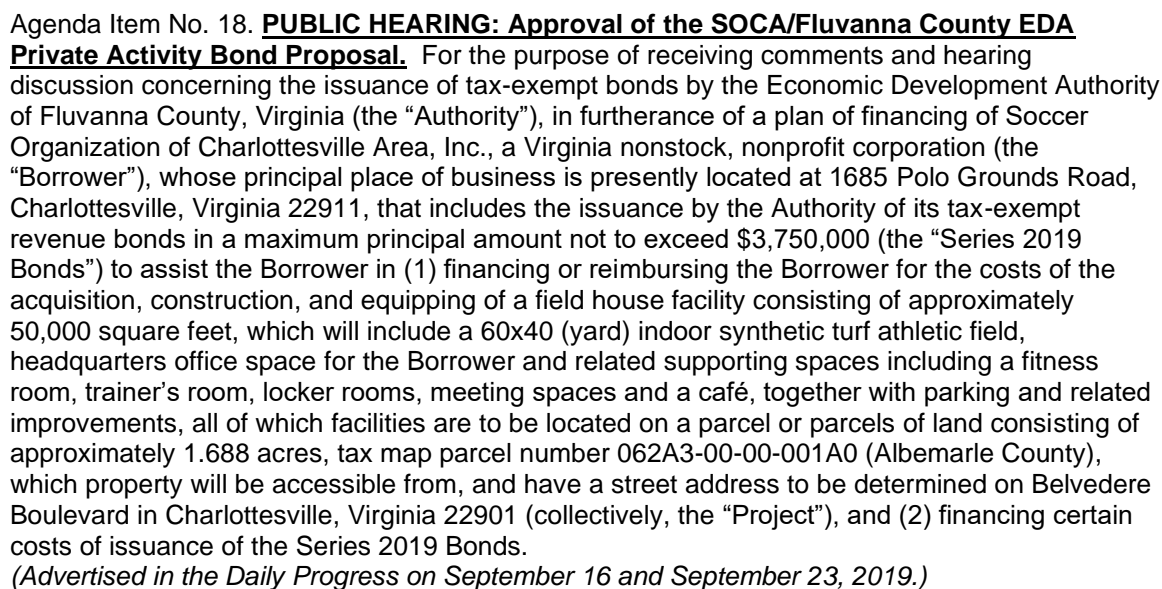 Agenda Item No. 18. PUBLIC HEARING: Approval of the SOCA/Fluvanna County EDA
Private Activity Bond Proposal. For the purpose of receiving comments and hearing
discussion concerning the issuance of tax-exempt bonds by the Economic Development Authority
of Fluvanna County, Virginia (the “Authority”), in furtherance of a plan of financing of Soccer
Organization of Charlottesville Area, Inc., a Virginia nonstock, nonprofit corporation (the
“Borrower”), whose principal place of business is presently located at 1685 Polo Grounds Road,
Charlottesville, Virginia 22911, that includes the issuance by the Authority of its tax-exempt
revenue bonds in a maximum principal amount not to exceed $3,750,000 (the “Series 2019
Bonds”) to assist the Borrower in (1) financing or reimbursing the Borrower for the costs of the
acquisition, construction, and equipping of a field house facility consisting of approximately
50,000 square feet, which will include a 60x40 (yard) indoor synthetic turf athletic field,
headquarters office space for the Borrower and related supporting spaces including a fitness
room, trainer’s room, locker rooms, meeting spaces and a café, together with parking and related
improvements, all of which facilities are to be located on a parcel or parcels of land consisting of
approximately 1.688 acres, tax map parcel number 062A3-00-00-001A0 (Albemarle County),
which property will be accessible from, and have a street address to be determined on Belvedere
Boulevard in Charlottesville, Virginia 22901 (collectively, the “Project”), and (2) financing certain
costs of issuance of the Series 2019 Bonds.
(Advertised in the Daily Progress on September 16 and September 23, 2019.)